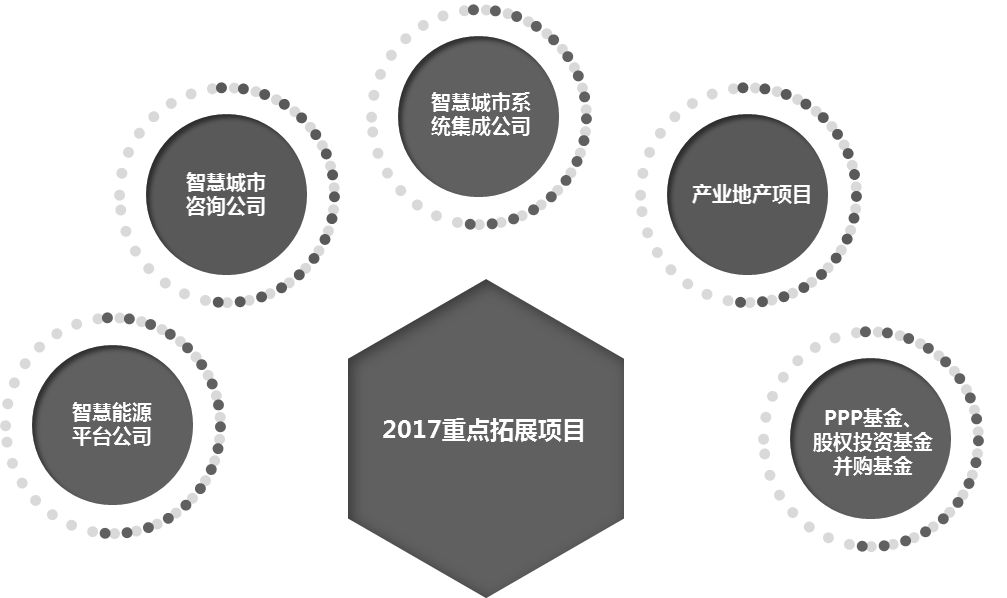 智慧城市系
统集成公司
智慧城市
咨询公司
产业地产项目
智慧能源
平台公司
2017重点拓展项目
PPP基金、
股权投资基金
并购基金